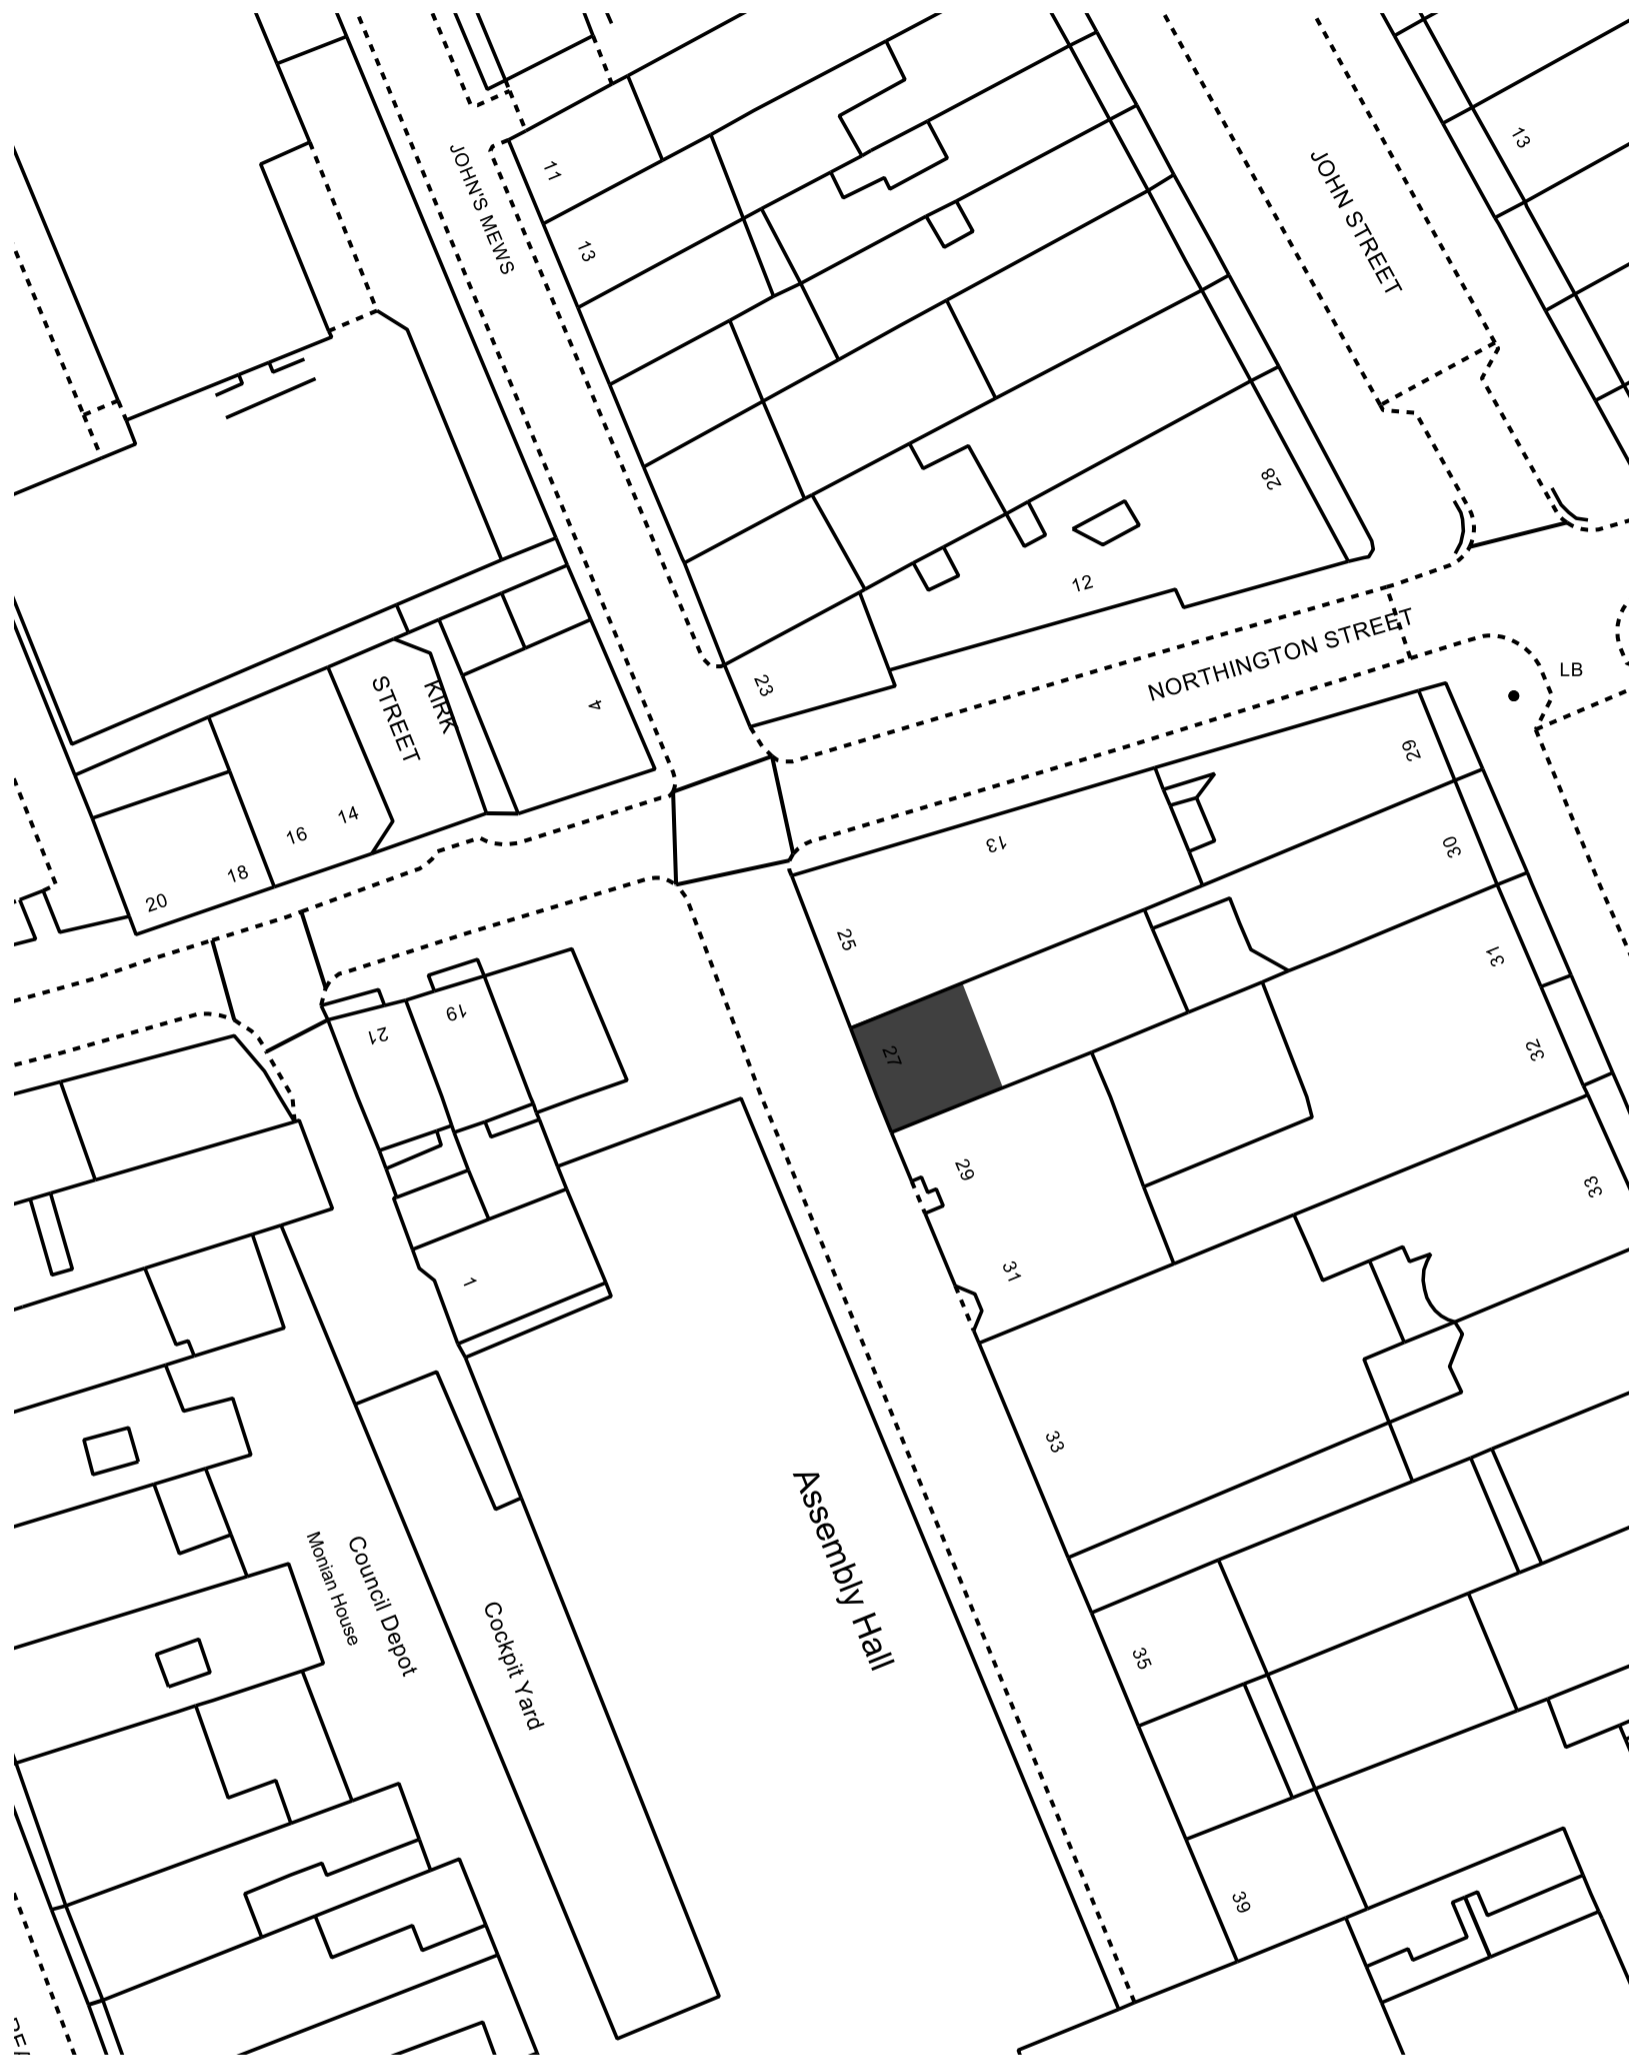 11
JOHN'S MEWS
13
JOHN STREET
13
28
12
NORTHINGTON STREET
LB
23
4
KIRK
STREET
14
16
18
20
29
13
30
25
31
19
21
27
32
29
33
31
1
33
Assembly Hall
Council Depot
Monian House
Cockpit Yard
35
39